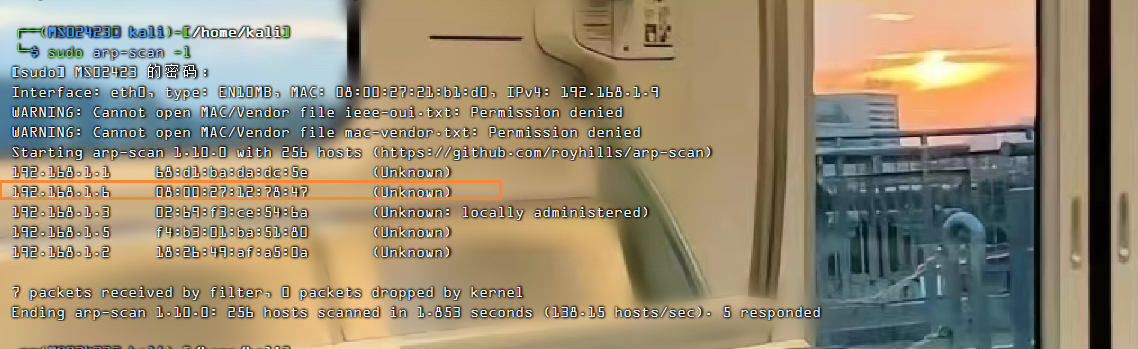 ┌──(MS02423㉿kali)-[/home/kali]
└─$ sudo arp-scan -l
[sudo] MS02423 的密码：
Interface: eth0, type: EN10MB, MAC: 08:00:27:21:b1:d0, IPv4: 192.168.1.9
WARNING: Cannot open MAC/Vendor file ieee-oui.txt: Permission denied
WARNING: Cannot open MAC/Vendor file mac-vendor.txt: Permission denied
Starting arp-scan 1.10.0 with 256 hosts (https://github.com/royhills/arp-scan)
192.168.1.1 68:d1:ba:da:dc:5e (Unknown)
192.168.1.6 08:00:27:12:78:47 (Unknown)
192.168.1.3 02:69:f3:ce:54:6a (Unknown: locally administered)
192.168.1.5 f4:b3:01:ba:51:80 (Unknown)
192.168.1.2 18:26:49:af:a5:0a (Unknown)
7 packets received by filter, 0 packets dropped by kernel
Ending arp-scan 1.10.0: 256 hosts scanned in 1.853 seconds (138.15 hosts/sec). 5 responded